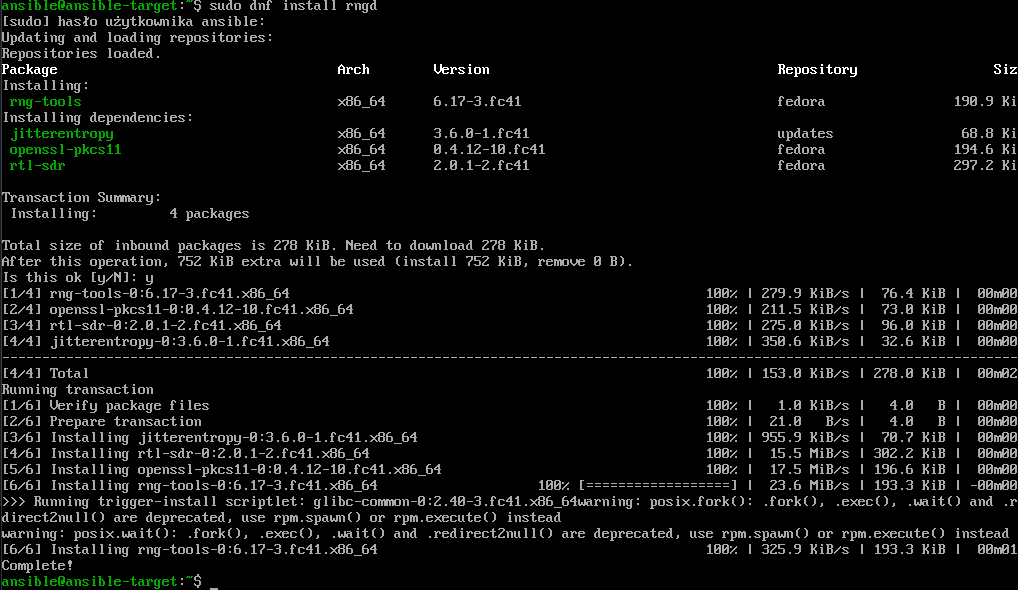 ansible@ansible-target:~$ sudo dnf install rngd
[sudo] hasło użytkownika ansible:
Updating and loading repositories:
Repositories loaded.
Package Arch Version Repository Siz
Installing:
rng-tools x86_64 6.17-3.fc41 fedora 190.9 Ki
Installing dependencies:
jitterentropy x86_64 3.6.0-1.fc41 updates 68.8 Ki
openssl-pkcs11 x86_64 0.4.12-10.fc41 fedora 194.6 Ki
rtl-sdr x86_64 2.0.1-2.fc41 fedora 297.2 Ki
Transaction Summary:
Installing: 4 packages
Total size of inbound packages is 278 KiB. Need to download 278 KiB.
After this operation, 752 KiB extra will be used (install 752 KiB, remove 0 B).
Is this ok [y/N]: y
[1/4] rng-tools-0:6.17-3.fc41.x86_64 100% | 279.9 KiB/s | 76.4 KiB | 00m00
[2/4] openssl-pkcs11-0:0.4.12-10.fc41.x86_64 100% | 211.5 KiB/s | 73.0 KiB | 00m00
[3/4] rtl-sdr-0:2.0.1-2.fc41.x86_64 100% | 275.0 KiB/s | 96.0 KiB | 00m00
[4/4] jitterentropy-0:3.6.0-1.fc41.x86_64 100% | 350.6 KiB/s | 32.6 KiB | 00m00
--------------------------------------------------------------------------------
[4/4] Total 100% | 153.0 KiB/s | 278.0 KiB | 00m02
Running transaction
[1/6] Verify package files 100% | 1.0 KiB/s | 4.0 B | 00m00
[2/6] Prepare transaction 100% | 21.0 B/s | 4.0 B | 00m00
[3/6] Installing jitterentropy-0:3.6.0-1.fc41.x86_64 100% | 955.9 KiB/s | 70.7 KiB | 00m00
[4/6] Installing rtl-sdr-0:2.0.1-2.fc41.x86_64 100% | 15.5 MiB/s | 302.2 KiB | 00m00
[5/6] Installing openssl-pkcs11-0:0.4.12-10.fc41.x86_64 100% | 17.5 MiB/s | 196.6 KiB | 00m00
[6/6] Installing rng-tools-0:6.17-3.fc41.x86_64 100% [===================] | 23.6 MiB/s | 193.3 KiB | -00m00
>>> Running trigger-install scriptlet: glibc-common-0:2.40-3.fc41.x86_64warning: posix.fork(): .fork(), .exec(), .wait() and .r
direct2null() are deprecated, use rpm.spawn() or rpm.execute() instead
warning: posix.wait(): .fork(), .exec(), .wait() and .redirect2null() are deprecated, use rpm.spawn() or rpm.execute() instead
[6/6] Installing rng-tools-0:6.17-3.fc41.x86_64 100% | 325.9 KiB/s | 193.3 KiB | 00m01
Complete!
ansible@ansible-target:~$ _